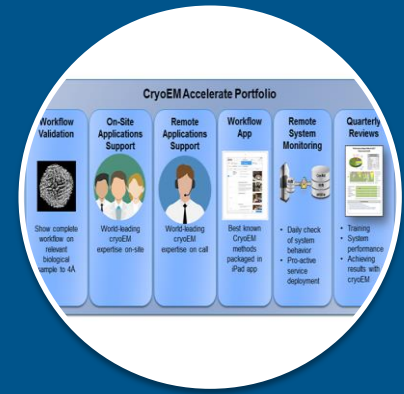 CryoEM Accelerate Portfolio
Workflow
Validation
Show complete
workflow on
relevant
biological
sample to 4Å
On-Site
Applications
Support
World-leading
cryoEM
expertise on-site
Remote
Applications
Support
World-leading
cryoEM
expertise on call
Workflow
App
Best known
CryoEM
methods
packaged in
iPad app
Remote
System
Monitoring
• Daily check
of system
behavior
• Pro-active
service
deployment
Quarterly
Reviews
• Training
• System
performance
• Achieving
results with
cryoEM